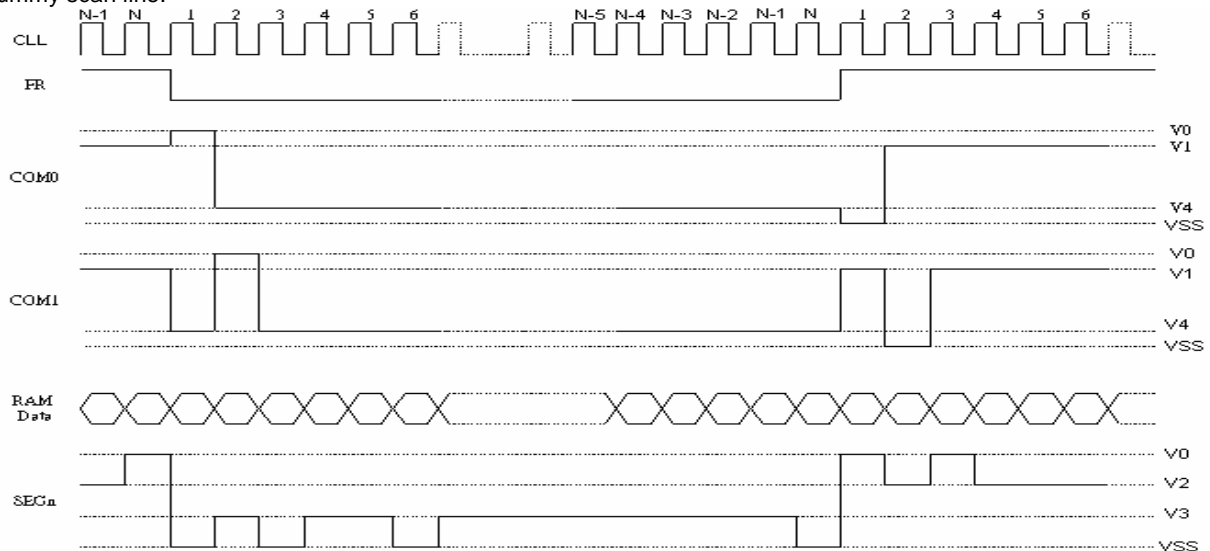 ummy scan line.
N-1 N 1 2 3 4 5 6 N-5 N-4 N-3 N-2 N-1 N 1 2 3 4 5 6
CLL
FR
V0
V1
COM0
V4
VSS
V0
V1
COM1
V4
VSS
RAM
Data
V0
V2
SEGn
V3
VSS